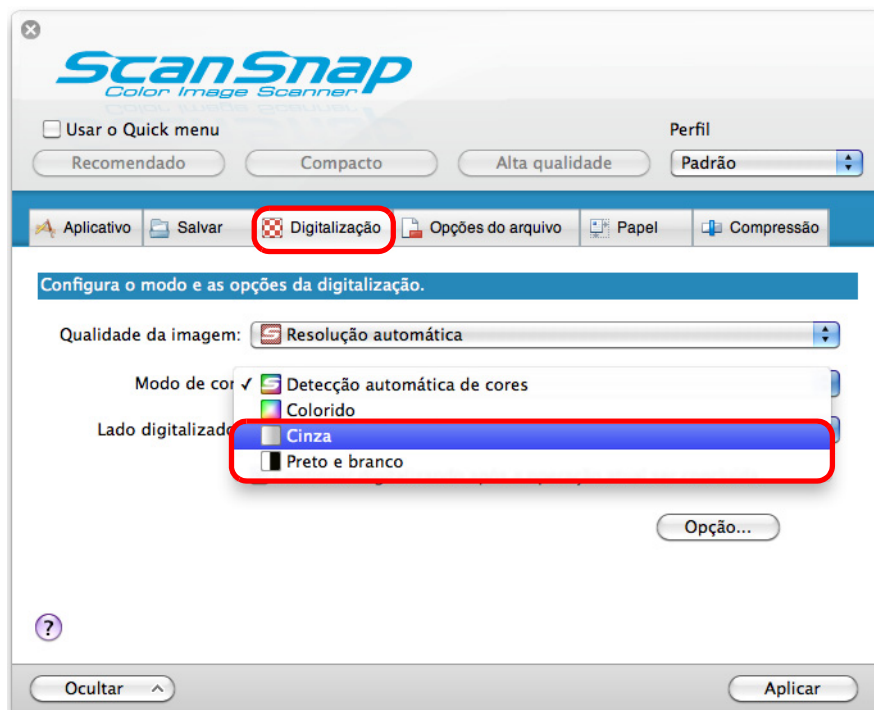 ScanSnap
Color Image Scanner
Usar o Quick menu
Perfil
Recomendado Compacto Alta qualidade Padrão
Aplicativo Salvar Digitalização Opções do arquivo Papel Compressão
Configura o modo e as opções da digitalização.
Qualidade da imagem: Resolução automática
Modo de cor ✓ Detecção automática de cores
Colorido
Lado digitalizado
Cinza
Preto e branco
Opção...
?
Ocultar Aplicar